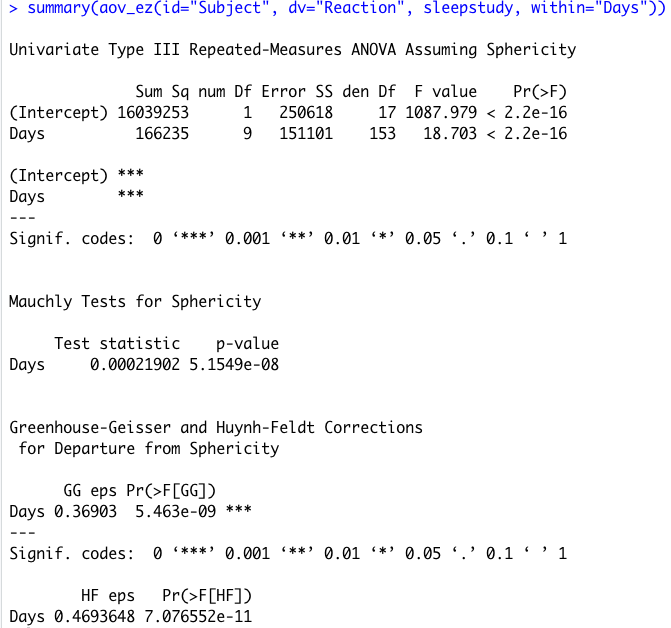 > summary(aov_ez(id="Subject", dv="Reaction", sleepstudy, within="Days"))
Univariate Type III Repeated-Measures ANOVA Assuming Sphericity
Sum Sq num Df Error SS den Df F value Pr(>F)
(Intercept) 16039253 1 250618 17 1087.979 < 2.2e-16
Days 166235 9 151101 153 18.703 < 2.2e-16
(Intercept) ***
Days ***
---
Signif. codes: 0 ‘***’ 0.001 ‘**’ 0.01 ‘*’ 0.05 ‘.’ 0.1 ‘ ’ 1
Mauchly Tests for Sphericity
Test statistic p-value
Days 0.00021902 5.1549e-08
Greenhouse-Geisser and Huynh-Feldt Corrections
for Departure from Sphericity
GG eps Pr(>F[GG])
Days 0.36903 5.463e-09 ***
---
Signif. codes: 0 ‘***’ 0.001 ‘**’ 0.01 ‘*’ 0.05 ‘.’ 0.1 ‘ ’ 1
HF eps Pr(>F[HF])
Days 0.4693648 7.076552e-11